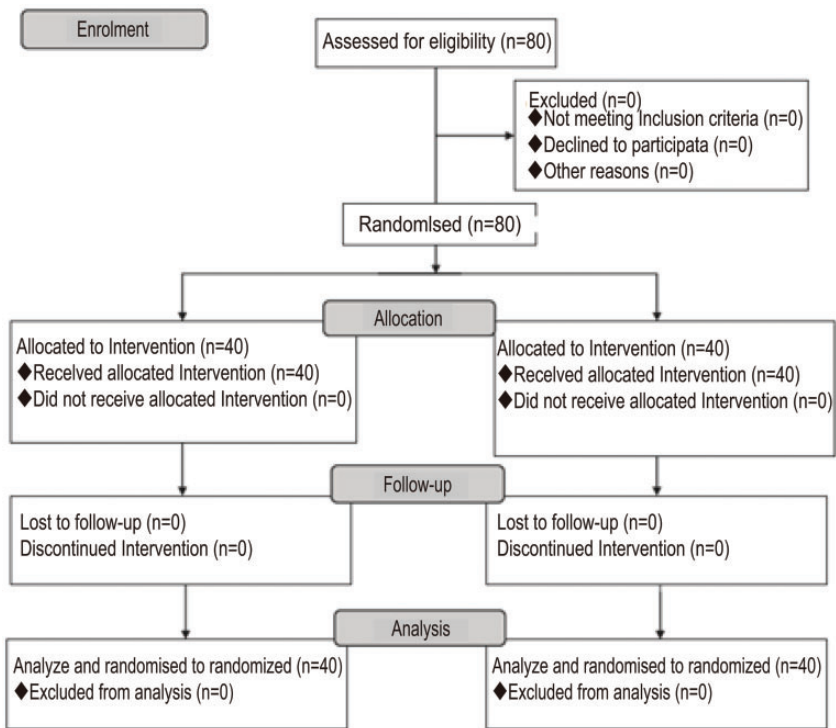 Enrolment
Assessed for eligibility (n=80)
Excluded (n=0)
◆Not meeting Inclusion criteria (n=0)
◆Declined to participata (n=0)
◆Other reasons (n=0)
Randomlsed (n=80)
Allocation
Allocated to Intervention (n=40)
◆Received allocated Intervention (n=40)
◆Did not receive allocated Intervention (n=0)
Allocated to Intervention (n=40)
◆Received allocated Intervention (n=40)
◆Did not receive allocated Intervention (n=0)
Follow-up
Lost to follow-up (n=0)
Discontinued Intervention (n=0)
Lost to follow-up (n=0)
Discontinued Intervention (n=0)
Analysis
Analyze and randomised to randomized (n=40)
◆Excluded from analysis (n=0)
Analyze and randomised to randomized (n=40)
◆Excluded from analysis (n=0)